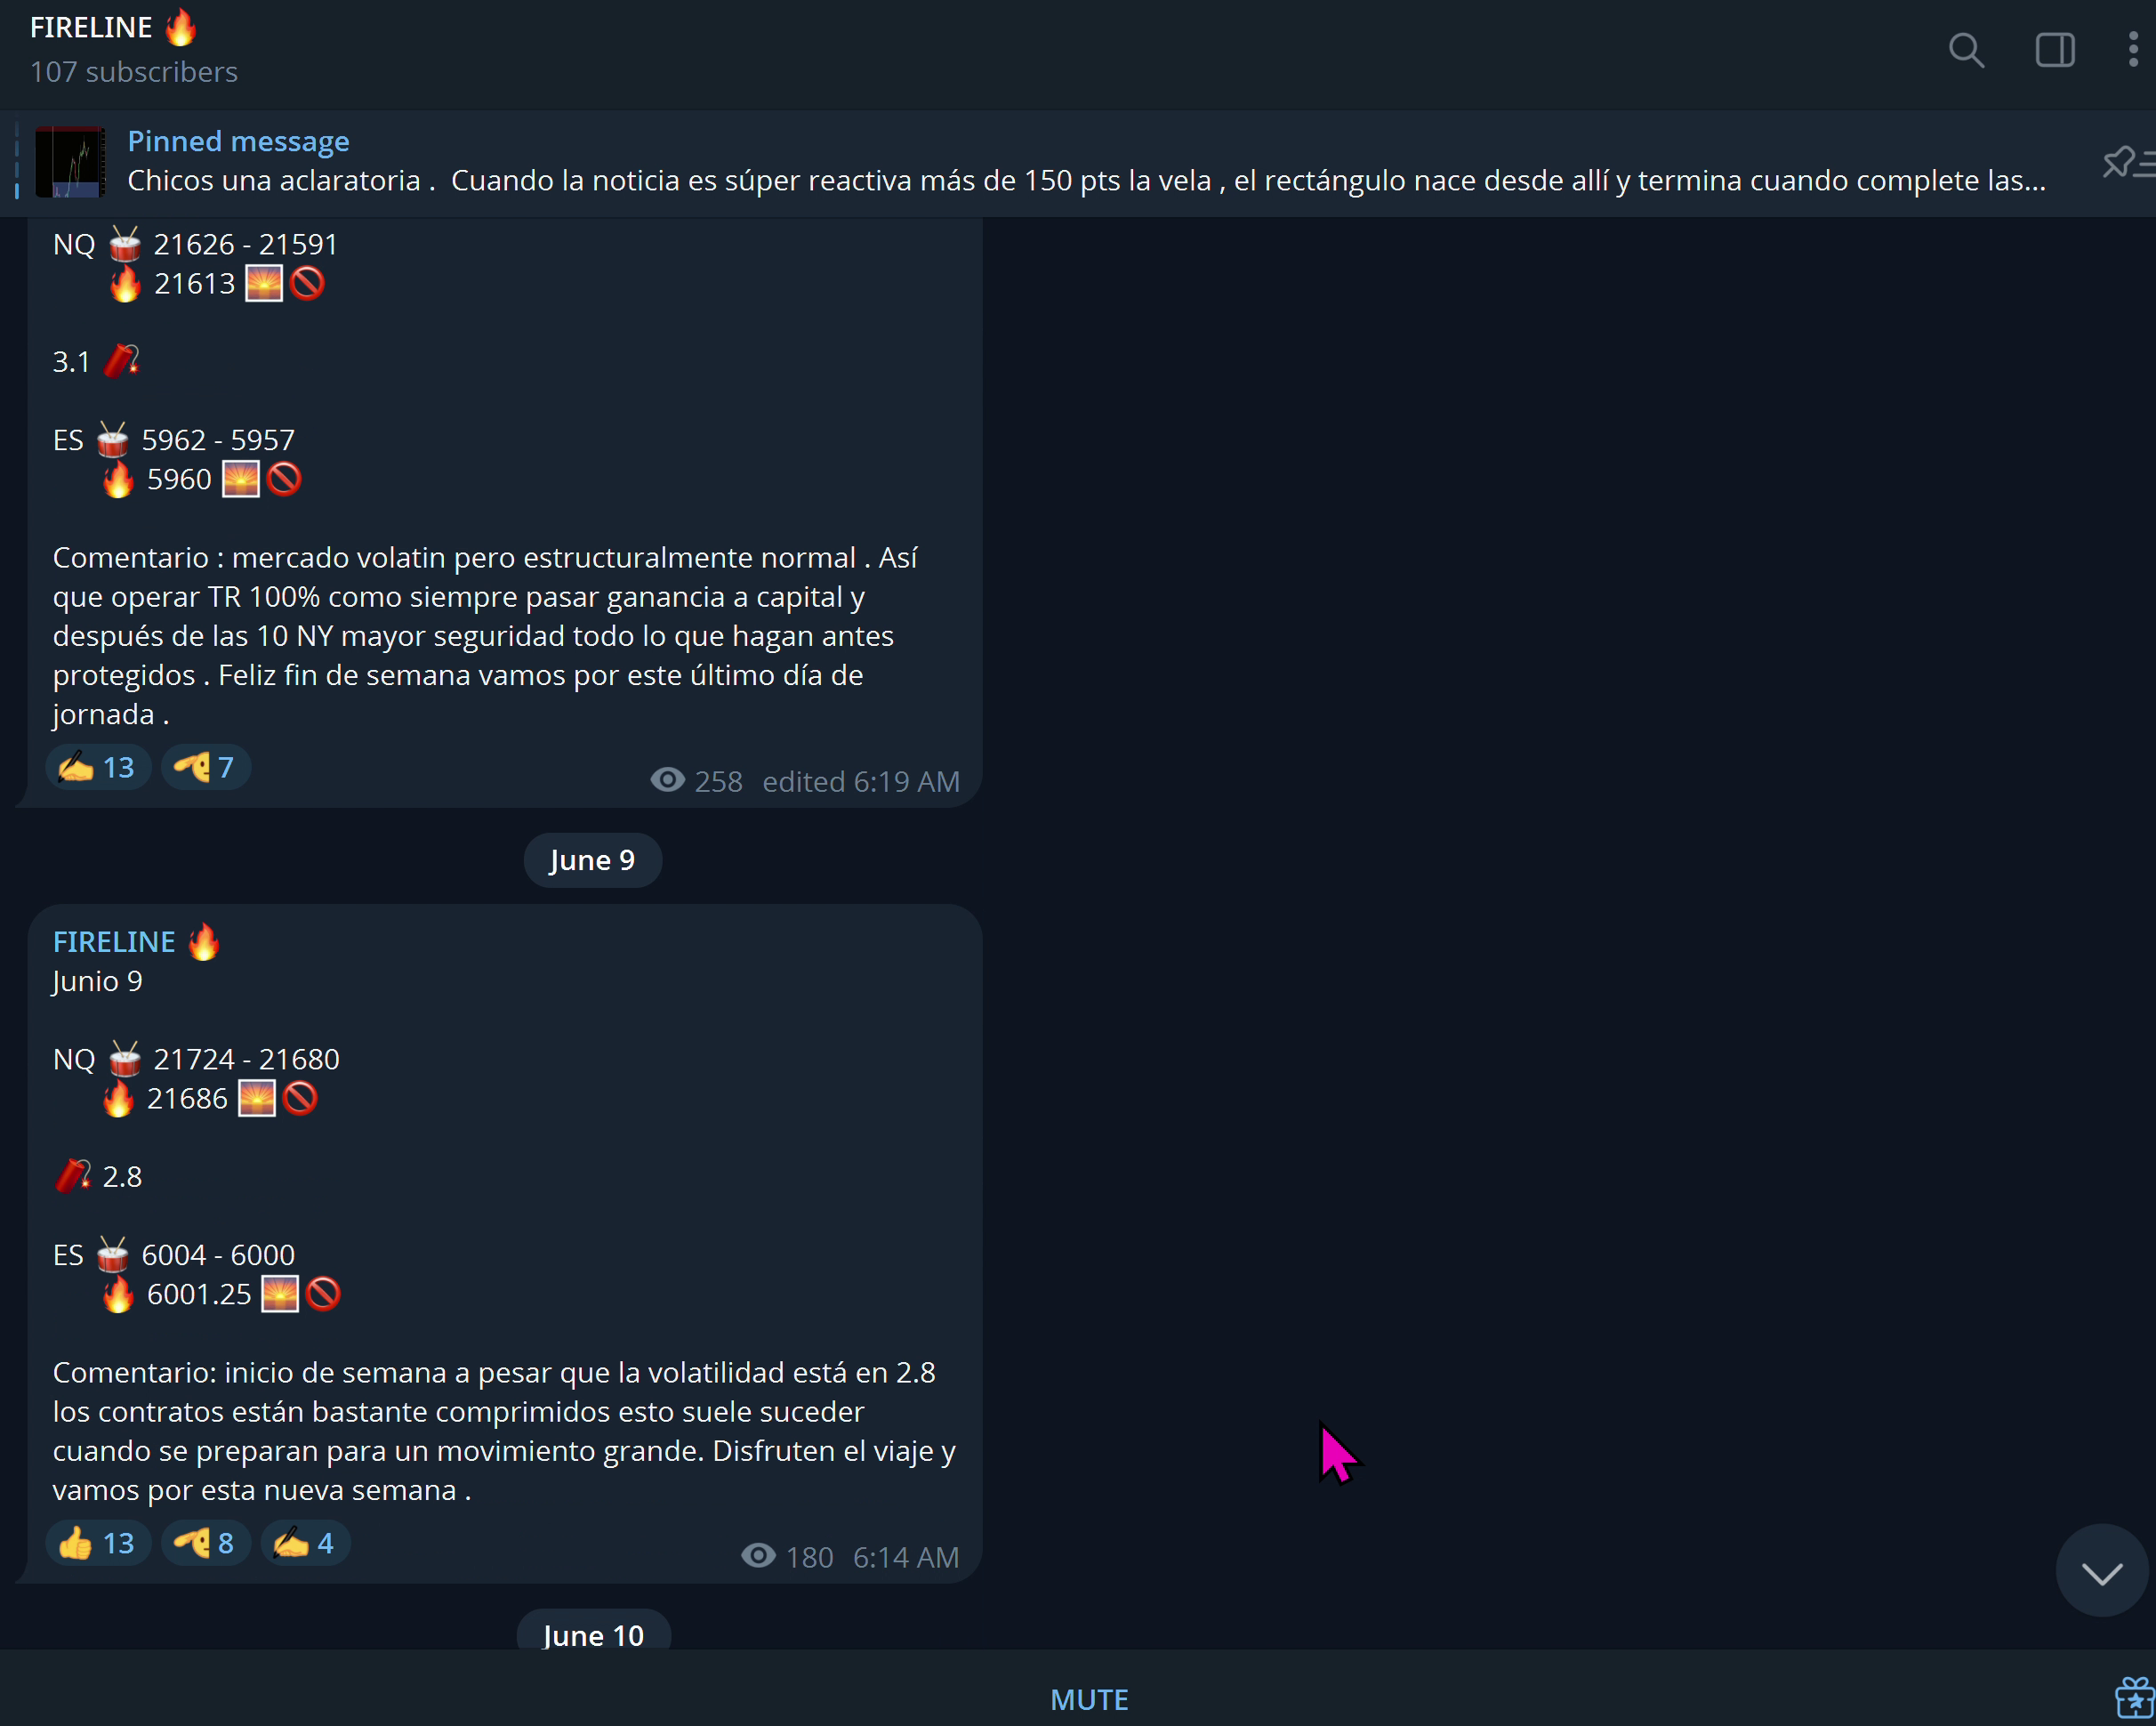 FIRELINE 🔥
107 subscribers
Pinned message
Chicos una aclaratoria .  Cuando la noticia es súper reactiva más de 150 pts la vela , el rectángulo nace desde allí y termina cuando complete las...
NQ 🥁 21626 - 21591
🔥 21613 🌅🚫
3.1 🧨
ES 🥁 5962 - 5957
🔥 5960 🌅🚫
Comentario : mercado volatin pero estructuralmente normal . Así
que operar TR 100% como siempre pasar ganancia a capital y
después de las 10 NY mayor seguridad todo lo que hagan antes
protegidos . Feliz fin de semana vamos por este último día de
jornada .
✍ 13 🫡 7
258 edited 6:19 AM
June 9
FIRELINE 🔥
Junio 9
NQ 🥁 21724 - 21680
🔥 21686 🌅🚫
🧨 2.8
ES 🥁 6004 - 6000
🔥 6001.25 🌅🚫
Comentario: inicio de semana a pesar que la volatilidad está en 2.8
los contratos están bastante comprimidos esto suele suceder
cuando se preparan para un movimiento grande. Disfruten el viaje y
vamos por esta nueva semana .
👍 13 🫡 8 ✍ 4
180 6:14 AM
June 10
MUTE